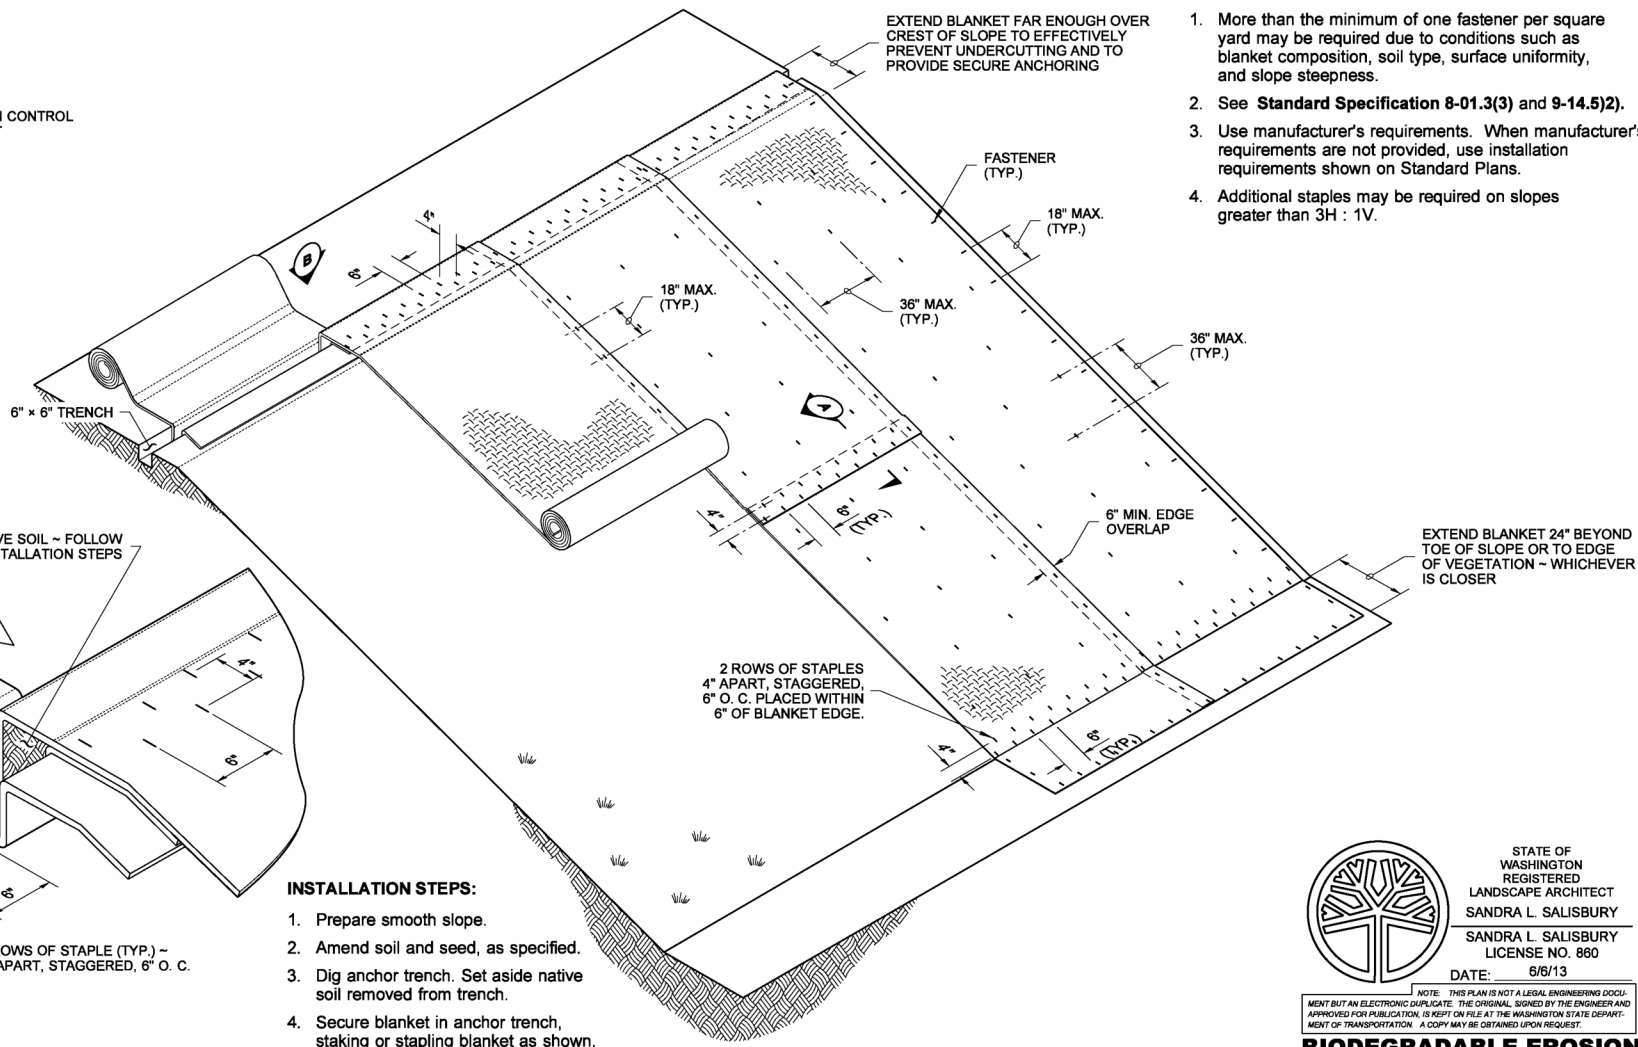 EXTEND BLANKET FAR ENOUGH OVER
CREST OF SLOPE TO EFFECTIVELY
PREVENT UNDERCUTTING AND TO
PROVIDE SECURE ANCHORING
1. More than the minimum of one fastener per square
yard may be required due to conditions such as
blanket composition, soil type, surface uniformity,
and slope steepness.
2. See Standard Specification 8-01.3(3) and 9-14.5)2).
3. Use manufacturer's requirements. When manufacturer's
requirements are not provided, use installation
requirements shown on Standard Plans.
4. Additional staples may be required on slopes
greater than 3H : 1V.
CONTROL
FASTENER
(TYP.)
18" MAX.
(TYP.)
4"
B
6"
18" MAX.
(TYP.)
36" MAX.
(TYP.)
36" MAX.
(TYP.)
6" × 6" TRENCH
A
4"
6"
(TYP.)
6" MIN. EDGE
OVERLAP
EXTEND BLANKET 24" BEYOND
TOE OF SLOPE OR TO EDGE
OF VEGETATION ~ WHICHEVER
IS CLOSER
VE SOIL ~ FOLLOW
TALLATION STEPS
4"
6"
2 ROWS OF STAPLES
4" APART, STAGGERED,
6" O. C. PLACED WITHIN
6" OF BLANKET EDGE.
4"
6"
(TYP.)
6"
OWS OF STAPLE (TYP.) ~
APART, STAGGERED, 6" O. C.
INSTALLATION STEPS:
1. Prepare smooth slope.
2. Amend soil and seed, as specified.
3. Dig anchor trench. Set aside native
soil removed from trench.
4. Secure blanket in anchor trench,
staking or stapling blanket as shown.
STATE OF
WASHINGTON
REGISTERED
LANDSCAPE ARCHITECT
SANDRA L. SALISBURY
SANDRA L. SALISBURY
LICENSE NO. 860
DATE: 6/6/13
NOTE: THIS PLAN IS NOT A LEGAL ENGINEERING DOCU-
MENT BUT AN ELECTRONIC DUPLICATE. THE ORIGINAL, SIGNED BY THE ENGINEER AND
APPROVED FOR PUBLICATION, IS KEPT ON FILE AT THE WASHINGTON STATE DEPART-
MENT OF TRANSPORTATION. A COPY MAY BE OBTAINED UPON REQUEST.
BIODEGRADABLE EROSION